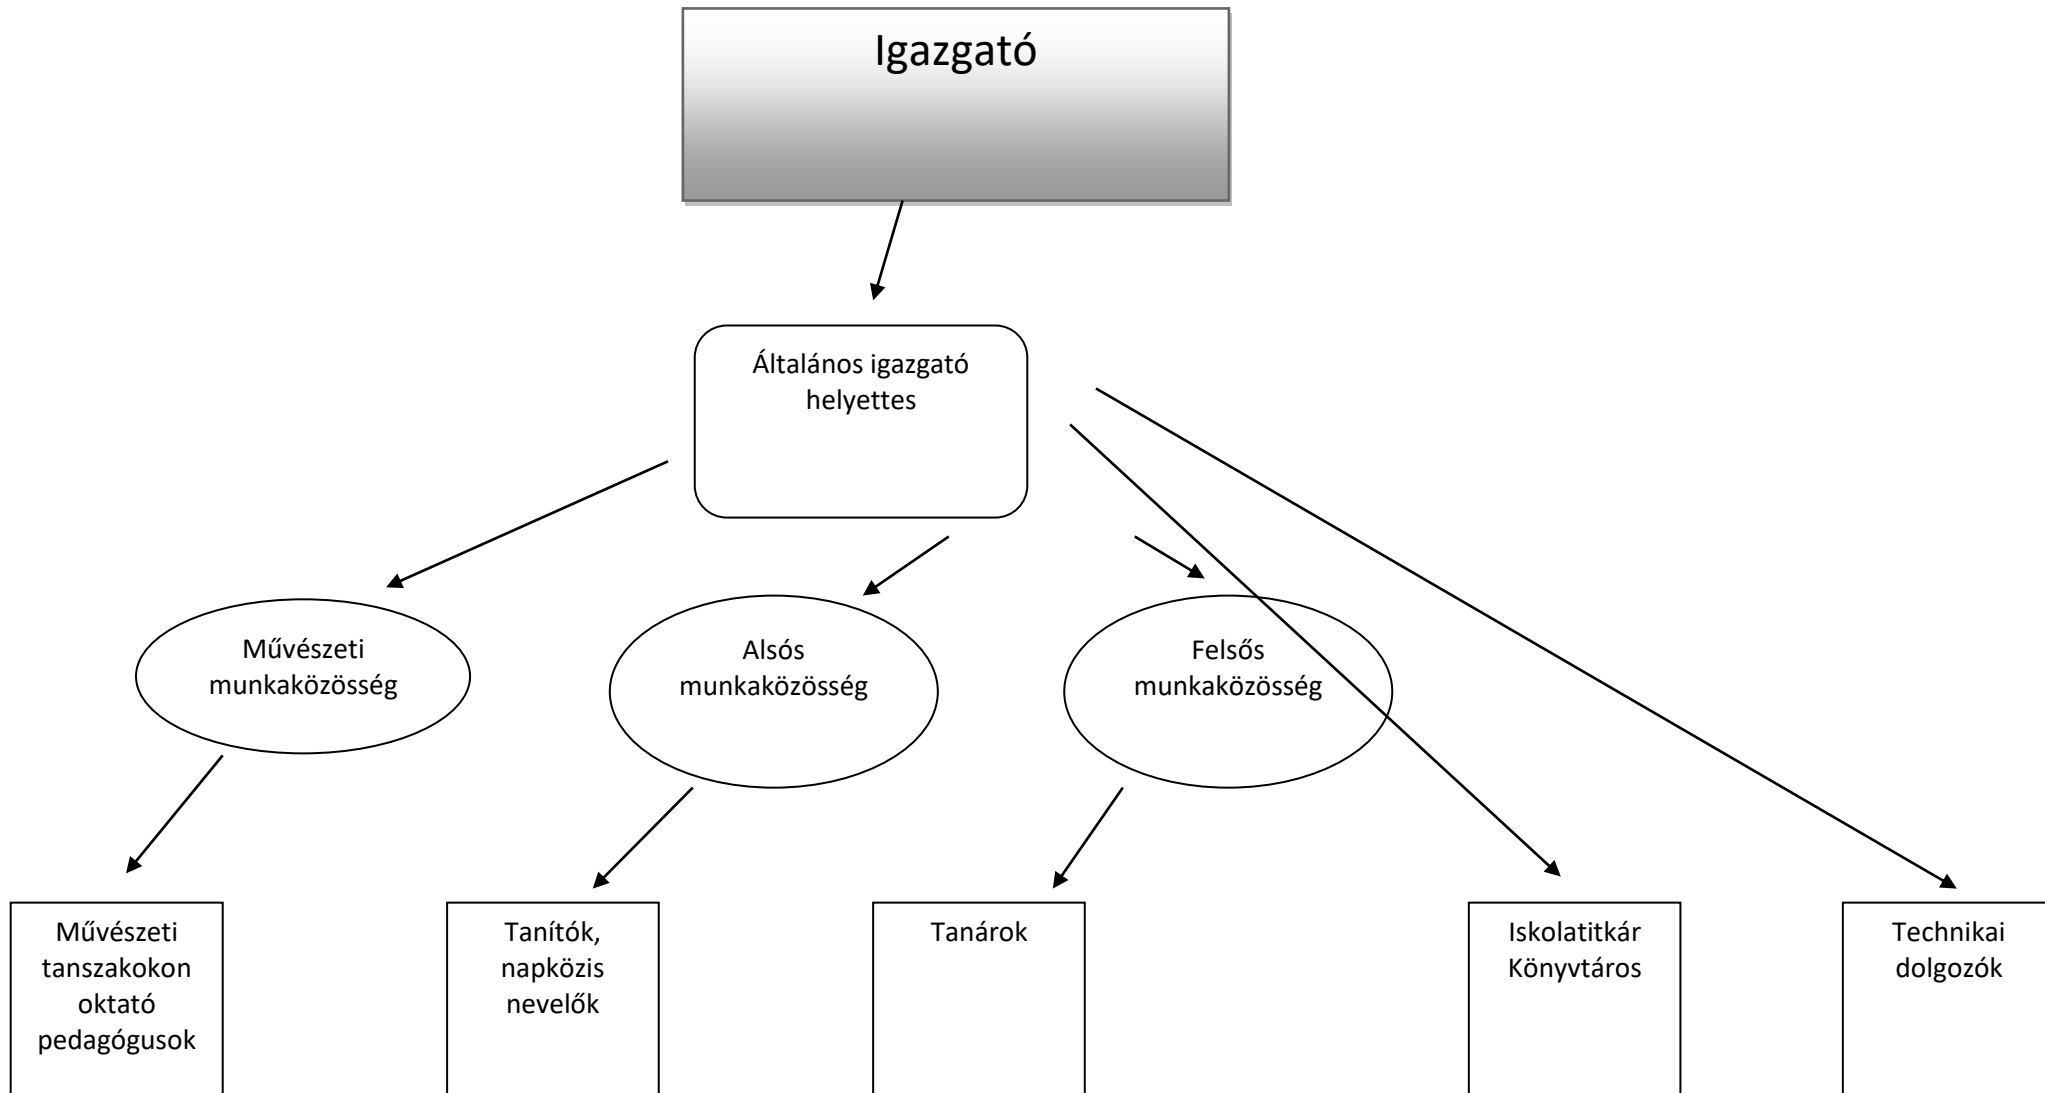 Igazgató
Általános igazgató
helyettes
Művészeti
munkaközösség
Alsós
munkaközösség
Felsős
munkaközösség
Művészeti
tanszakokon
oktató
pedagógusok
Tanítók,
napközis
nevelők
Tanárok
Iskolatitkár
Könyvtáros
Technikai
dolgozók